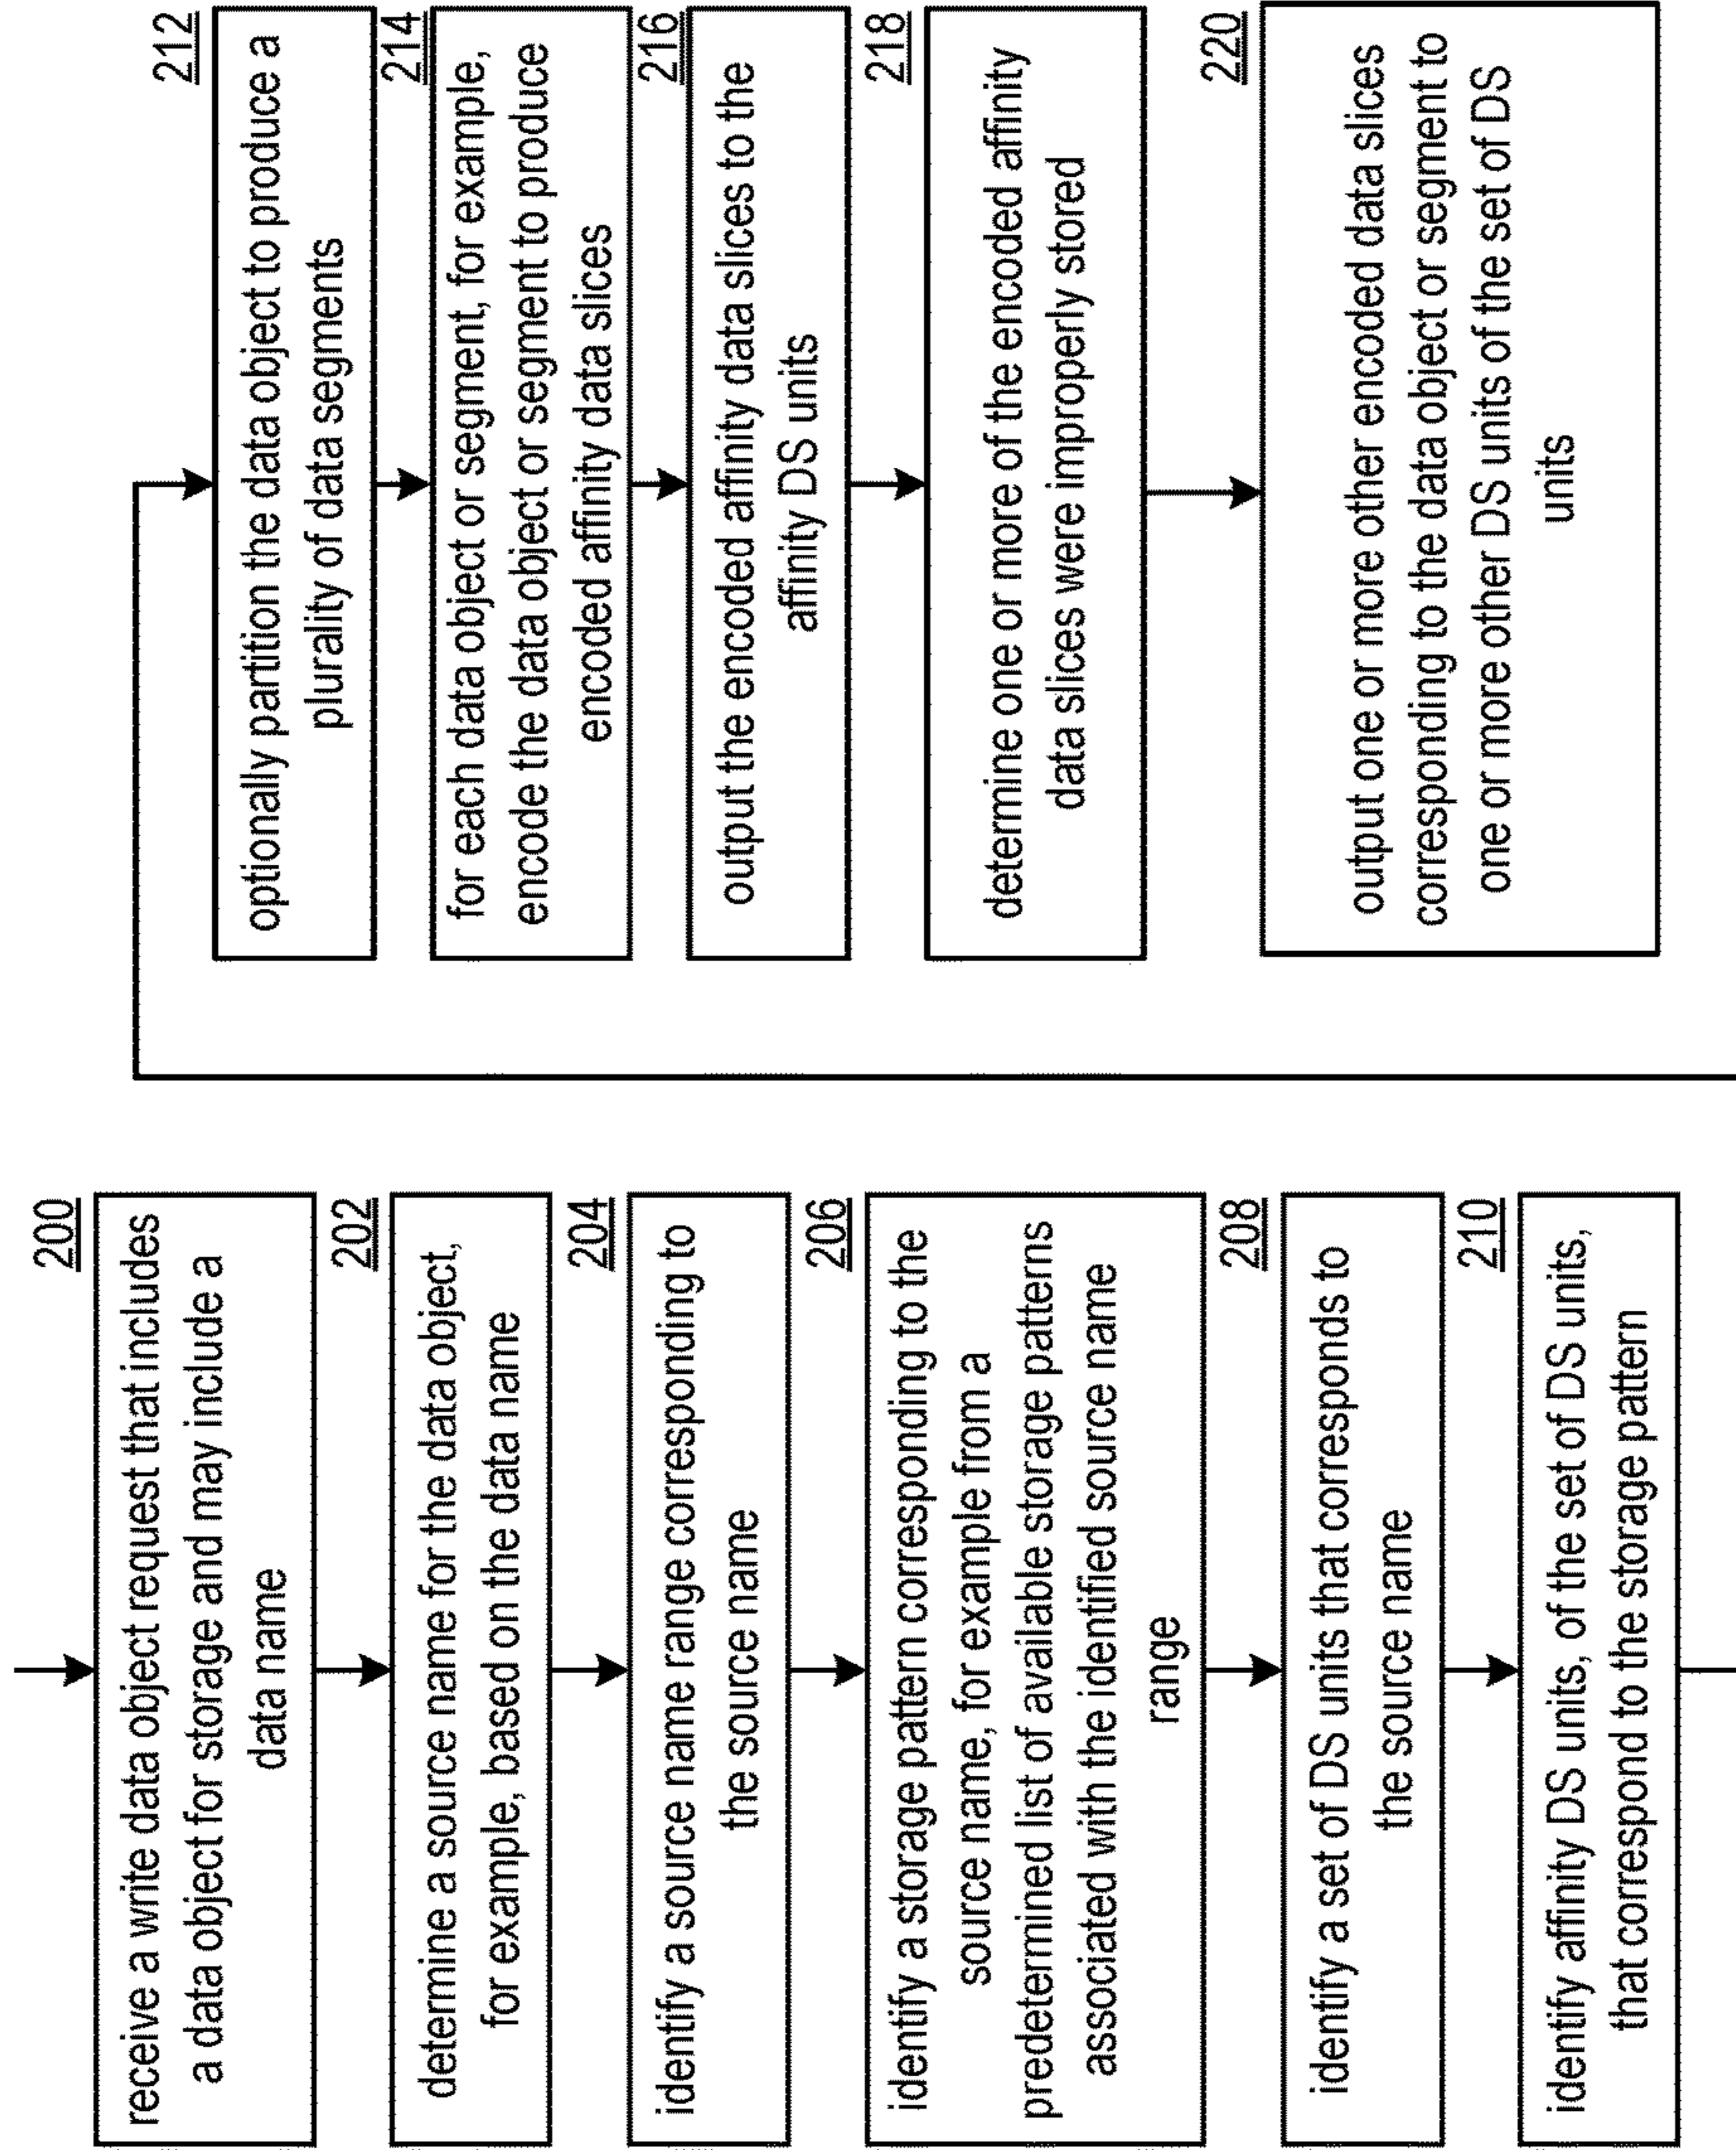 200
receive a write data object request that includes
a data object for storage and may include a
data name
202
determine a source name for the data object,
for example, based on the data name
204
identify a source name range corresponding to
the source name
206
identify a storage pattern corresponding to the
source name, for example from a
predetermined list of available storage patterns
associated with the identified source name
range
208
identify a set of DS units that corresponds to
the source name
210
identify affinity DS units, of the set of DS units,
that correspond to the storage pattern
212
optionally partition the data object to produce a
plurality of data segments
214
for each data object or segment, for example,
encode the data object or segment to produce
encoded affinity data slices
216
output the encoded affinity data slices to the
affinity DS units
218
determine one or more of the encoded affinity
data slices were improperly stored
220
output one or more other encoded data slices
corresponding to the data object or segment to
one or more other DS units of the set of DS
units